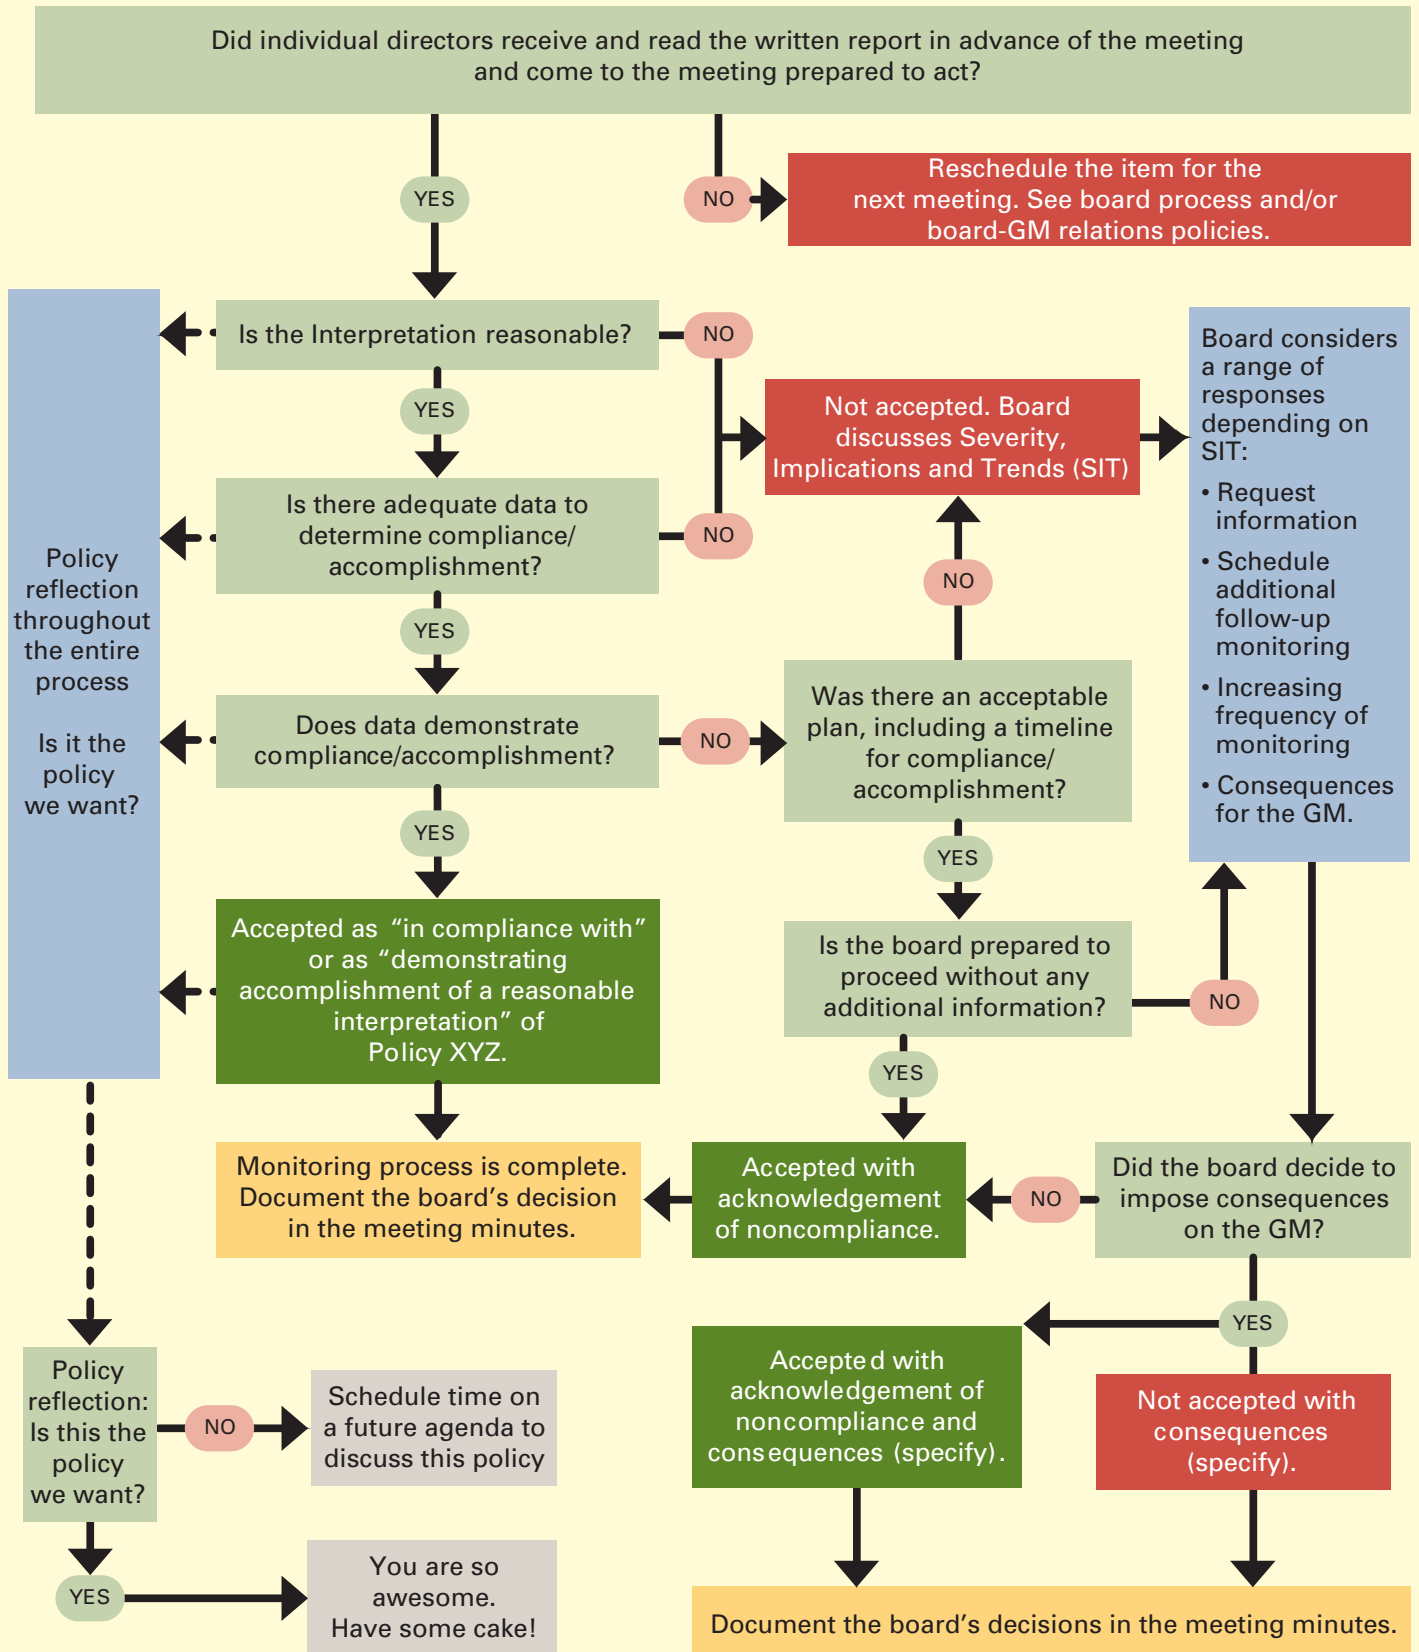 Did individual directors receive and read the written report in advance of the meeting
and come to the meeting prepared to act?
YES
NO
Reschedule the item for the
next meeting. See board process and/or
board-GM relations policies.
Is the Interpretation reasonable?
NO
YES
Not accepted. Board
discusses Severity,
Implications and Trends (SIT)
Board considers
a range of
responses
depending on
SIT:
• Request
information
• Schedule
additional
follow-up
monitoring
• Increasing
frequency of
monitoring
• Consequences
for the GM.
Is there adequate data to
determine compliance/
accomplishment?
NO
NO
YES
Policy
reflection
throughout
the entire
process
Is it the
policy
we want?
Does data demonstrate
compliance/accomplishment?
NO
Was there an acceptable
plan, including a timeline
for compliance/
accomplishment?
YES
YES
Accepted as “in compliance with”
or as “demonstrating
accomplishment of a reasonable
interpretation” of
Policy XYZ.
Is the board prepared to
proceed without any
additional information?
NO
YES
Monitoring process is complete.
Document the board’s decision
in the meeting minutes.
Accepted with
acknowledgement
of noncompliance.
NO
Did the board decide to
impose consequences
on the GM?
YES
Policy
reflection:
Is this the
policy
we want?
NO
Schedule time on
a future agenda to
discuss this policy
Accepted with
acknowledgement of
noncompliance and
consequences (specify).
Not accepted with
consequences
(specify).
YES
You are so
awesome.
Have some cake!
Document the board’s decisions in the meeting minutes.